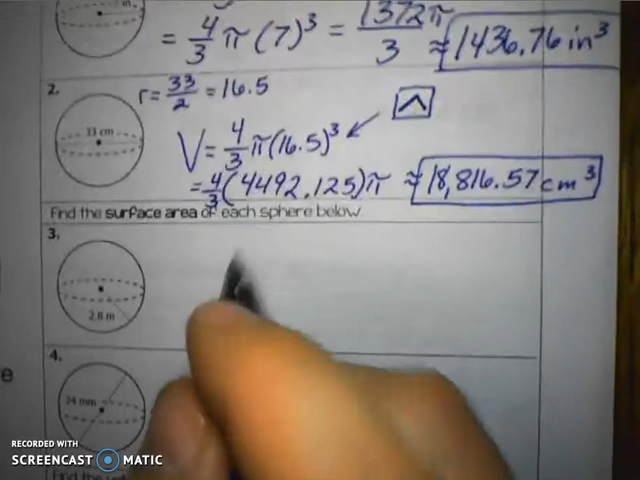 in
= 4/3 π (7)³ = 1372π/3 ≈ 1436.76 in³
2.
r = 33/2 = 16.5
33 cm
V = 4/3 π(16.5)³ ^
= 4/3 (4492.125)π ≈ 18,816.57 cm³
Find the surface area of each sphere below.
3.
2.8 m
4.
24 mm
e
RECORDED WITH
SCREENCAST MATIC